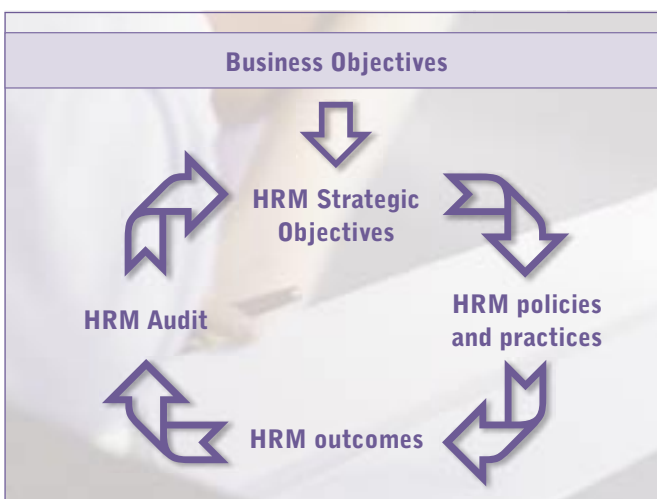 Business Objectives
HRM Strategic
Objectives
HRM policies
and practices
HRM Audit
HRM outcomes